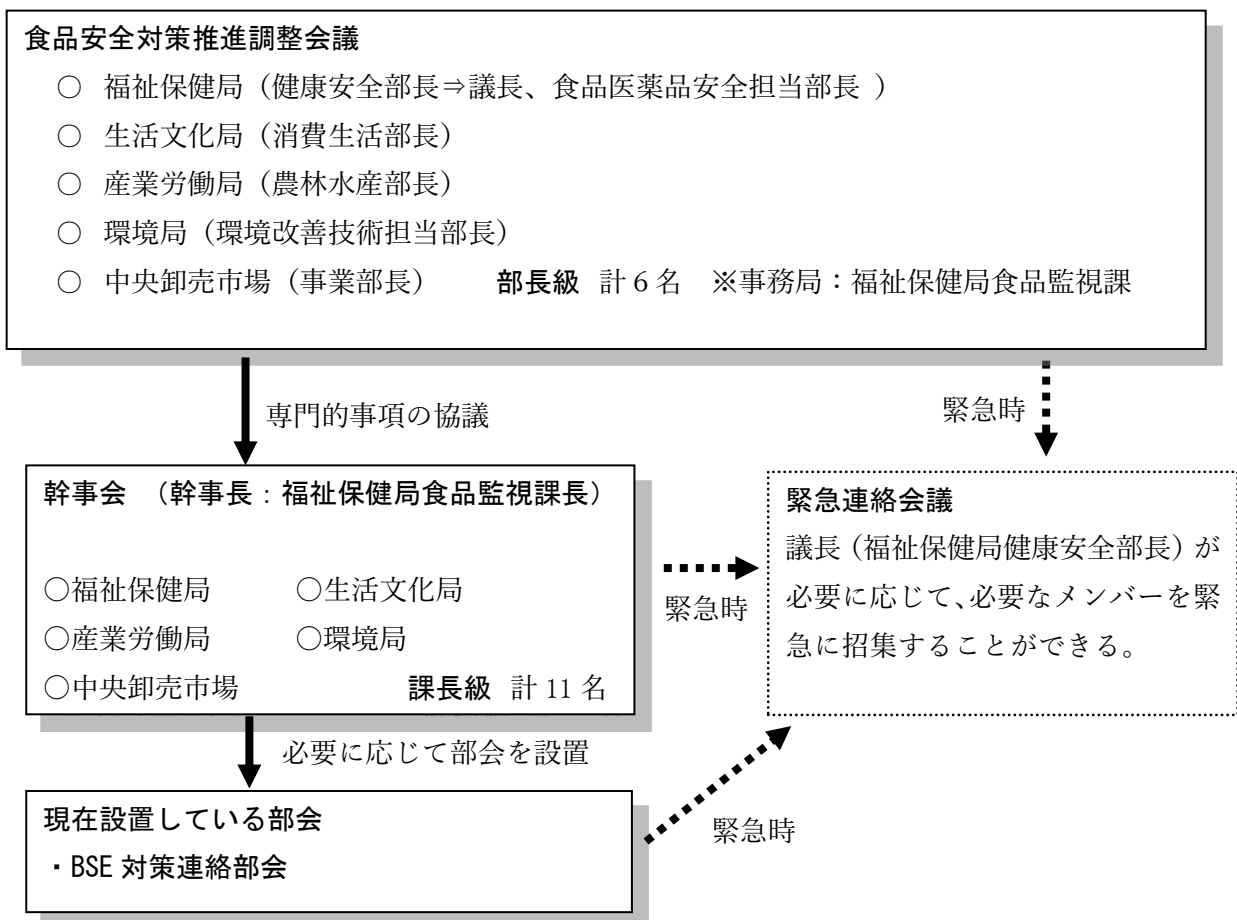 食品安全対策推進調整会議
○ 福祉保健局（健康安全部長⇒議長、食品医薬品安全担当部長 ）
○ 生活文化局（消費生活部長）
○ 産業労働局（農林水産部長）
○ 環境局（環境改善技術担当部長）
○ 中央卸売市場（事業部長） 部長級 計６名 ※事務局：福祉保健局食品監視課
専門的事項の協議
緊急時
幹事会 （幹事長：福祉保健局食品監視課長）
○福祉保健局 ○生活文化局
○産業労働局 ○環境局
○中央卸売市場 課長級 計 11 名
緊急時
緊急連絡会議
議長（福祉保健局健康安全部長）が
必要に応じて、必要なメンバーを緊
急に招集することができる。
必要に応じて部会を設置
現在設置している部会
・BSE 対策連絡部会
緊急時